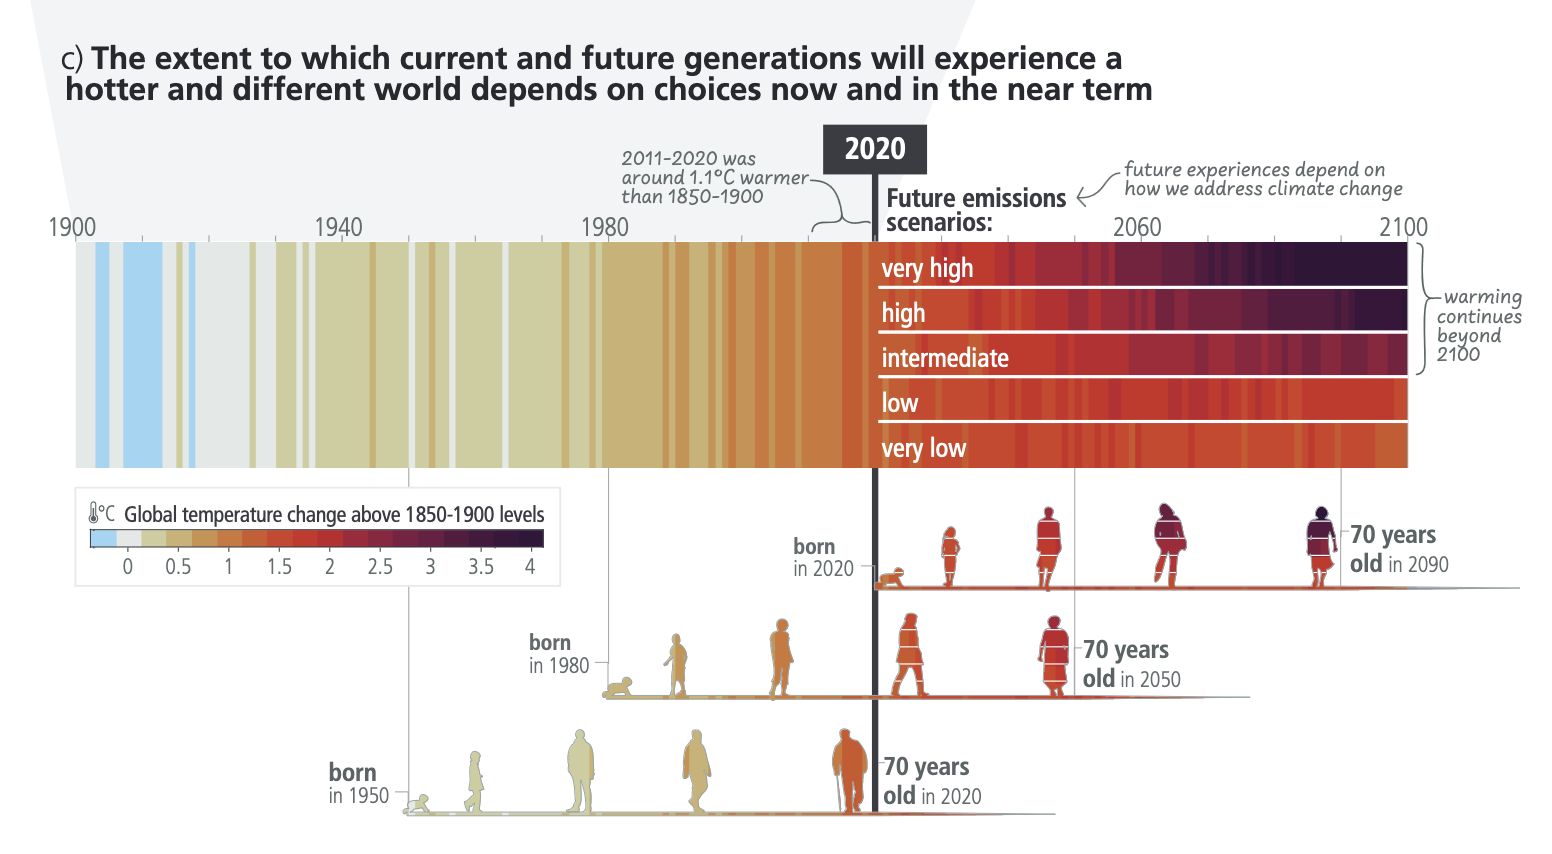 c) The extent to which current and future generations will experience a
hotter and different world depends on choices now and in the near term
2020
2011-2020 was
around 1.1°C warmer
than 1850-1900
future experiences depend on
how we address climate change
Future emissions
scenarios:
1900
1940
1980
2060
2100
very high
high
intermediate
low
very low
warming
continues
beyond
2100
°C Global temperature change above 1850-1900 levels
0 0.5 1 1.5 2 2.5 3 3.5 4
born
in 2020
70 years
old in 2090
born
in 1980
70 years
old in 2050
born
in 1950
70 years
old in 2020